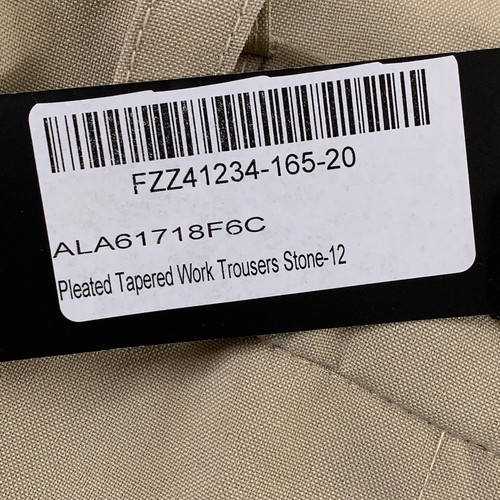 FZZ41234-165-20
ALA61718F6C
Pleated Tapered Work Trousers Stone-12